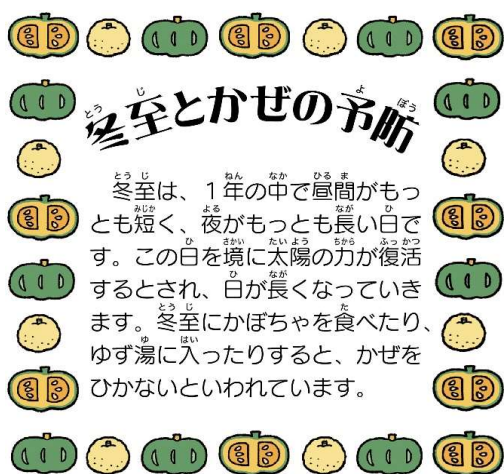 冬至とかぜの予防
冬至は、1年の中で昼間がもっ
とも短く、夜がもっとも長い日で
す。この日を境に太陽の力が復活
するとされ、日が長くなっていき
ます。冬至にかぼちゃを食べたり、
ゆず湯に入ったりすると、かぜを
ひかないといわれています。